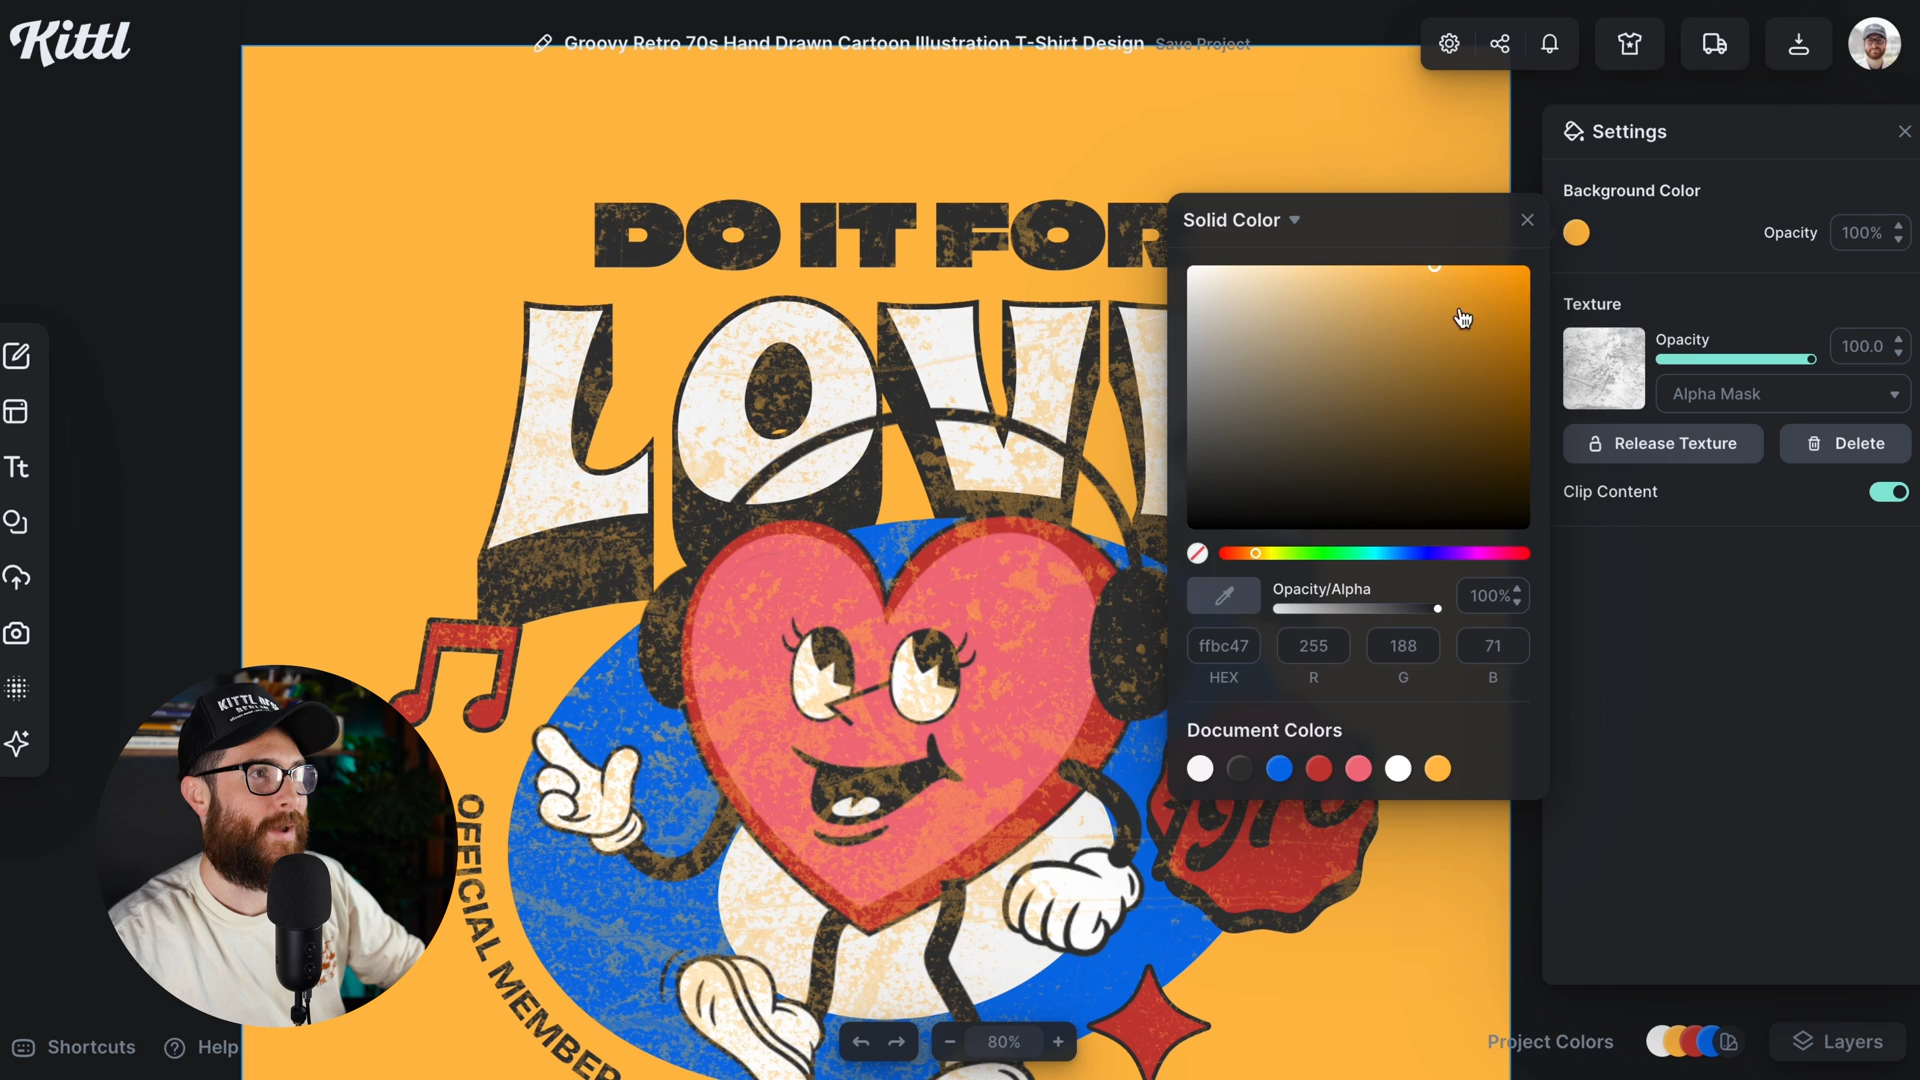 Kittl
Groovy Retro 70s Hand Drawn Cartoon Illustration T-Shirt Design Save Project
Settings
Background Color
Opacity 100%
Texture
Opacity
100.0
Alpha Mask
Release Texture
Delete
Clip Content
Solid Color
Opacity/Alpha
100%
ffbc47 255 188 71
HEX R G B
Document Colors
DO IT FOR
LOV
OFFICIAL MEMBER
Tt
KITTL
Shortcuts
Help
80%
Project Colors
Layers